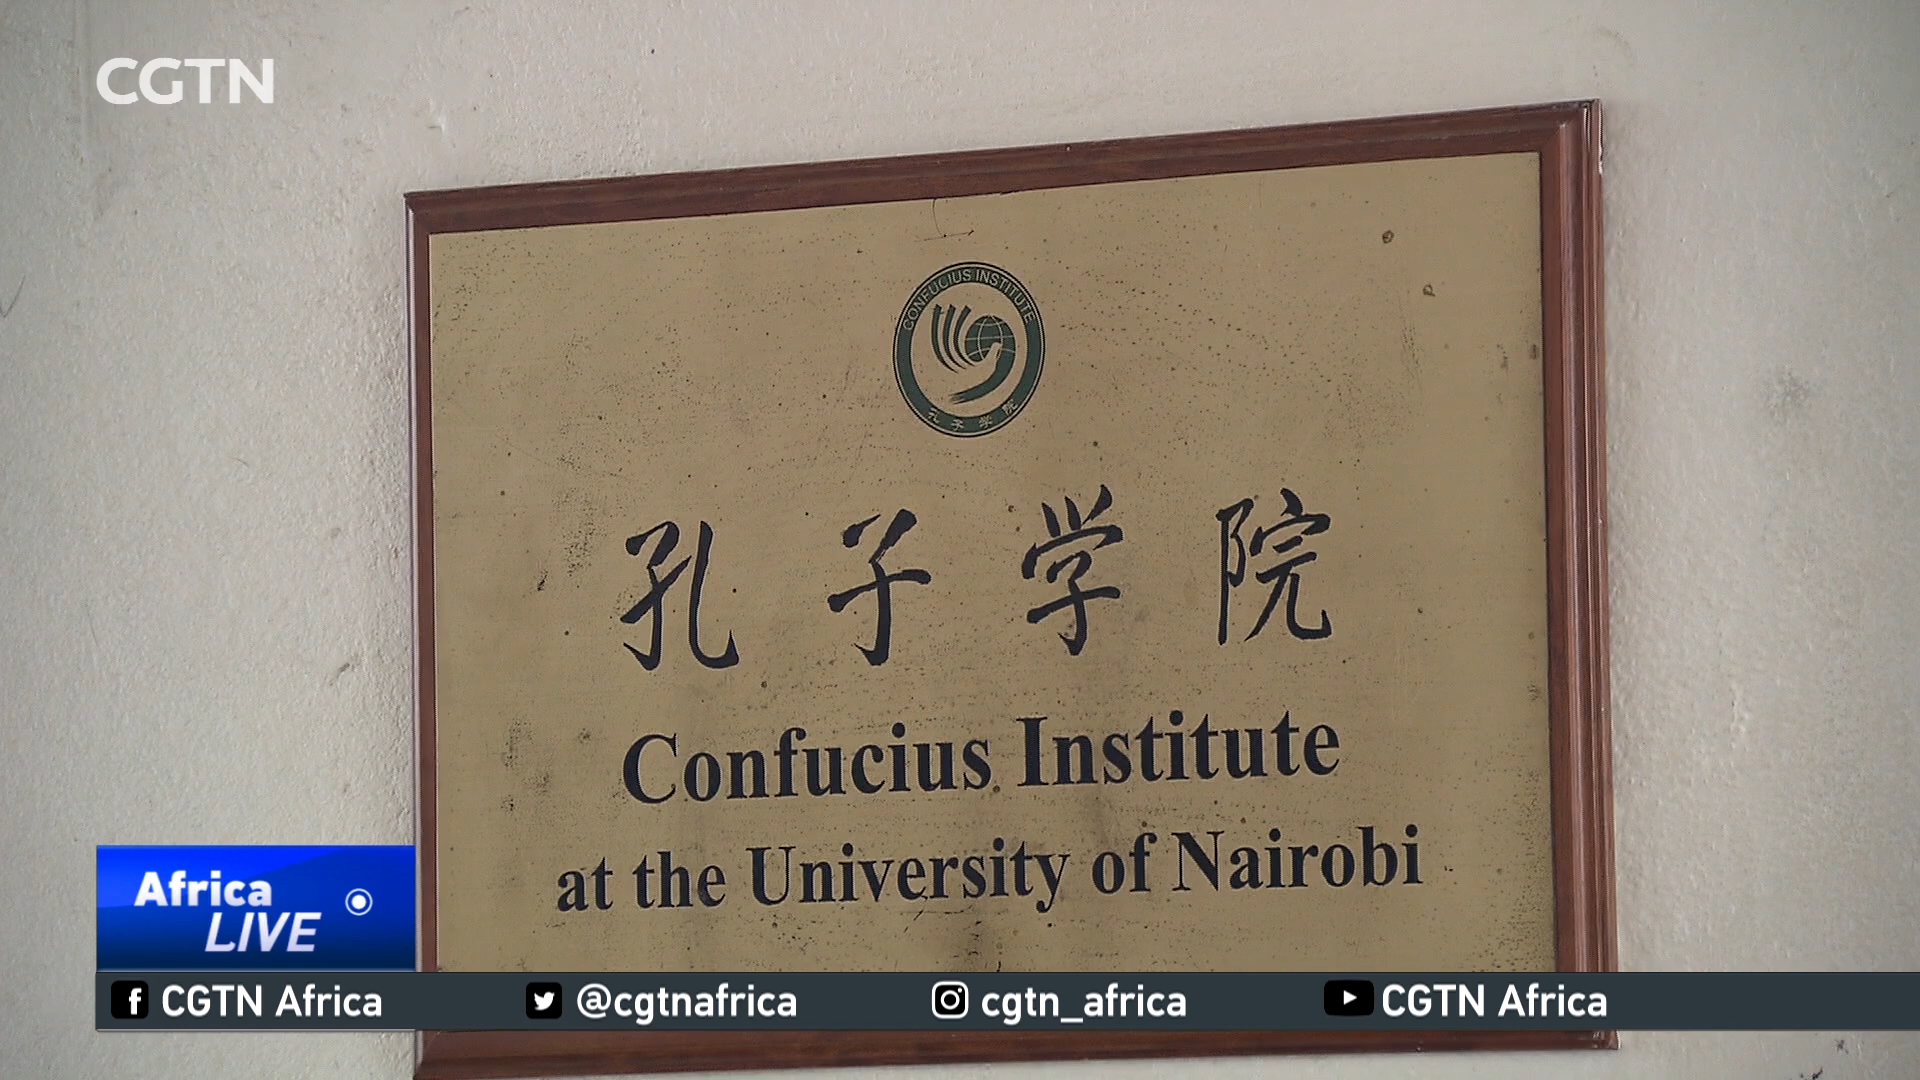 CGTN
CONFUCIUS INSTITUTE
孔子学院
孔子学院
Confucius Institute
at the University of Nairobi
Africa
LIVE
CGTN Africa
@cgtnafrica
cgtn_africa
CGTN Africa